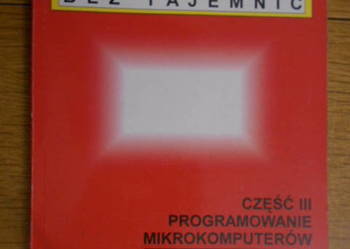 BEZ TAJEMNIC
CZĘŚĆ III
PROGRAMOWANIE
MIKROKOMPUTERÓW